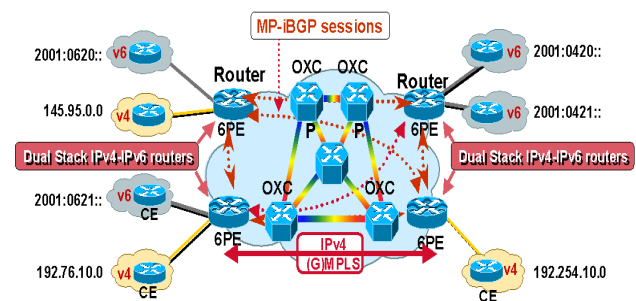 MP-iBGP sessions
2001:0620::
v6
v6
2001:0420::
OXC
OXC
Router
Router
145.95.0.0
v4
6PE
P
P
6PE
v6
2001:0421::
Dual Stack IPv4-IPv6 routers
Dual Stack IPv4-IPv6 routers
v6
2001:0621::
CE
OXC
OXC
6PE
6PE
IPv4
(G)MPLS
192.76.10.0
v4
CE
v4
CE
192.254.10.0